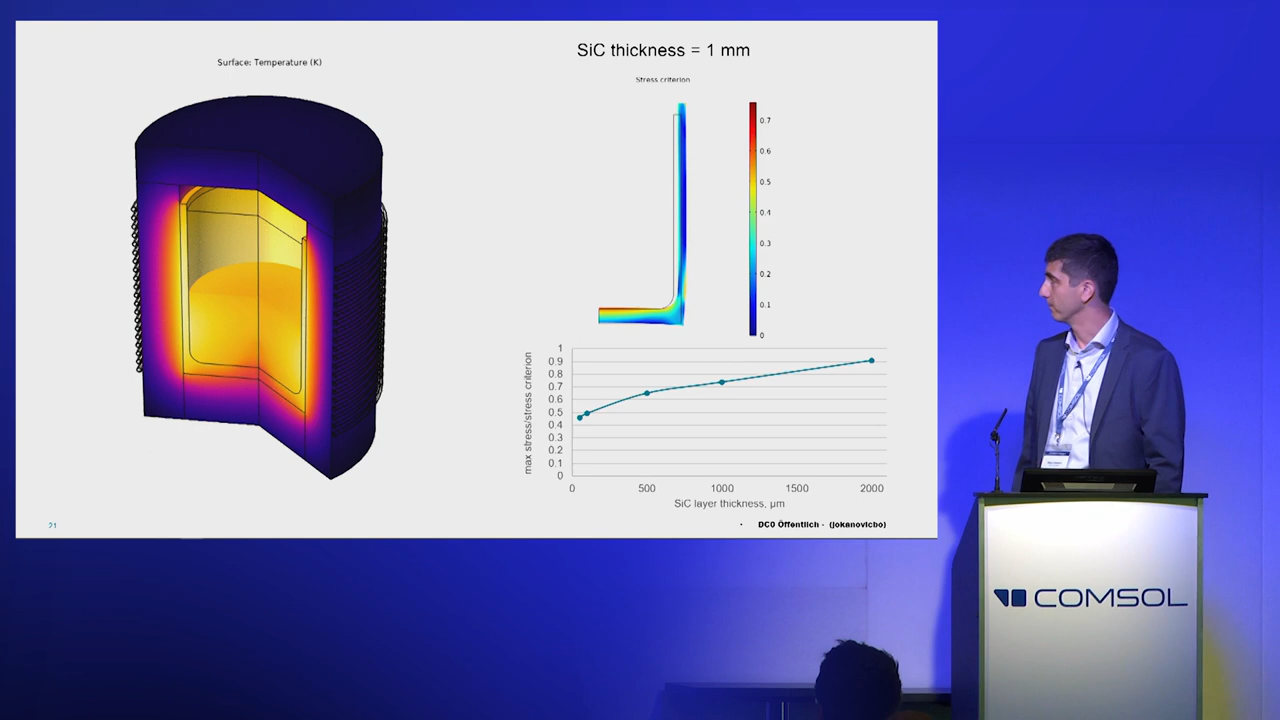 Surface: Temperature (K)
SiC thickness = 1 mm
Stress criterion
0.7
0.6
0.5
0.4
0.3
0.2
0.1
0
max stress/stress criterion
1
0.9
0.8
0.7
0.6
0.5
0.4
0.3
0.2
0.1
0
0 500 1000 1500 2000
SiC layer thickness, µm
21
· DC0 Öffentlich - (jokanovicbo)
COMSOL